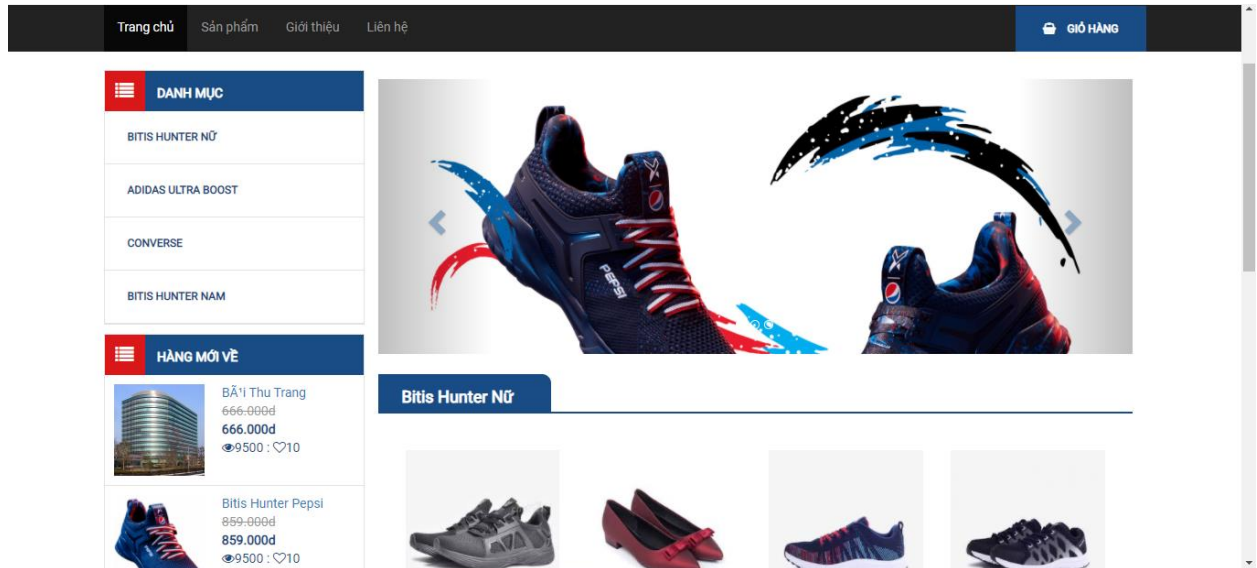 Trang chủ Sản phẩm Giới thiệu Liên hệ GIỎ HÀNG
DANH MỤC
BITIS HUNTER NỮ
ADIDAS ULTRA BOOST
CONVERSE
BITIS HUNTER NAM
PEPSI
HÀNG MỚI VỀ
BÃ¹i Thu Trang
666.000đ
666.000đ
9500 : 10
Bitis Hunter Pepsi
859.000đ
859.000đ
9500 : 10
Bitis Hunter Nữ